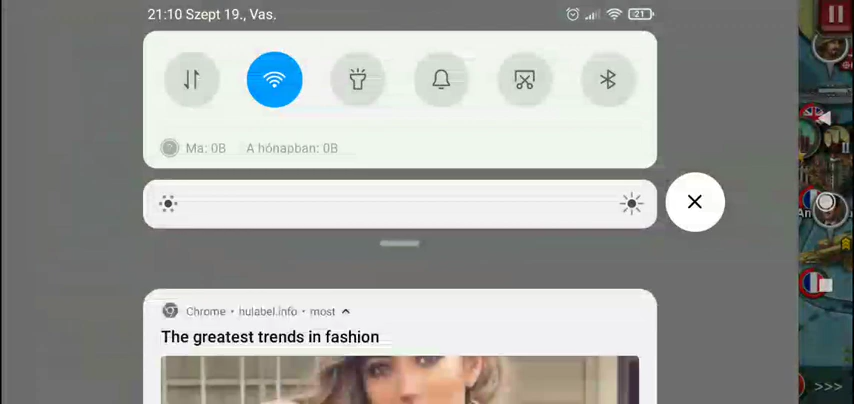 21:10 Szept 19., Vas.
21
Ma: 0B A hónapban: 0B
Chrome • hulabel.info • most
The greatest trends in fashion
An
>>>